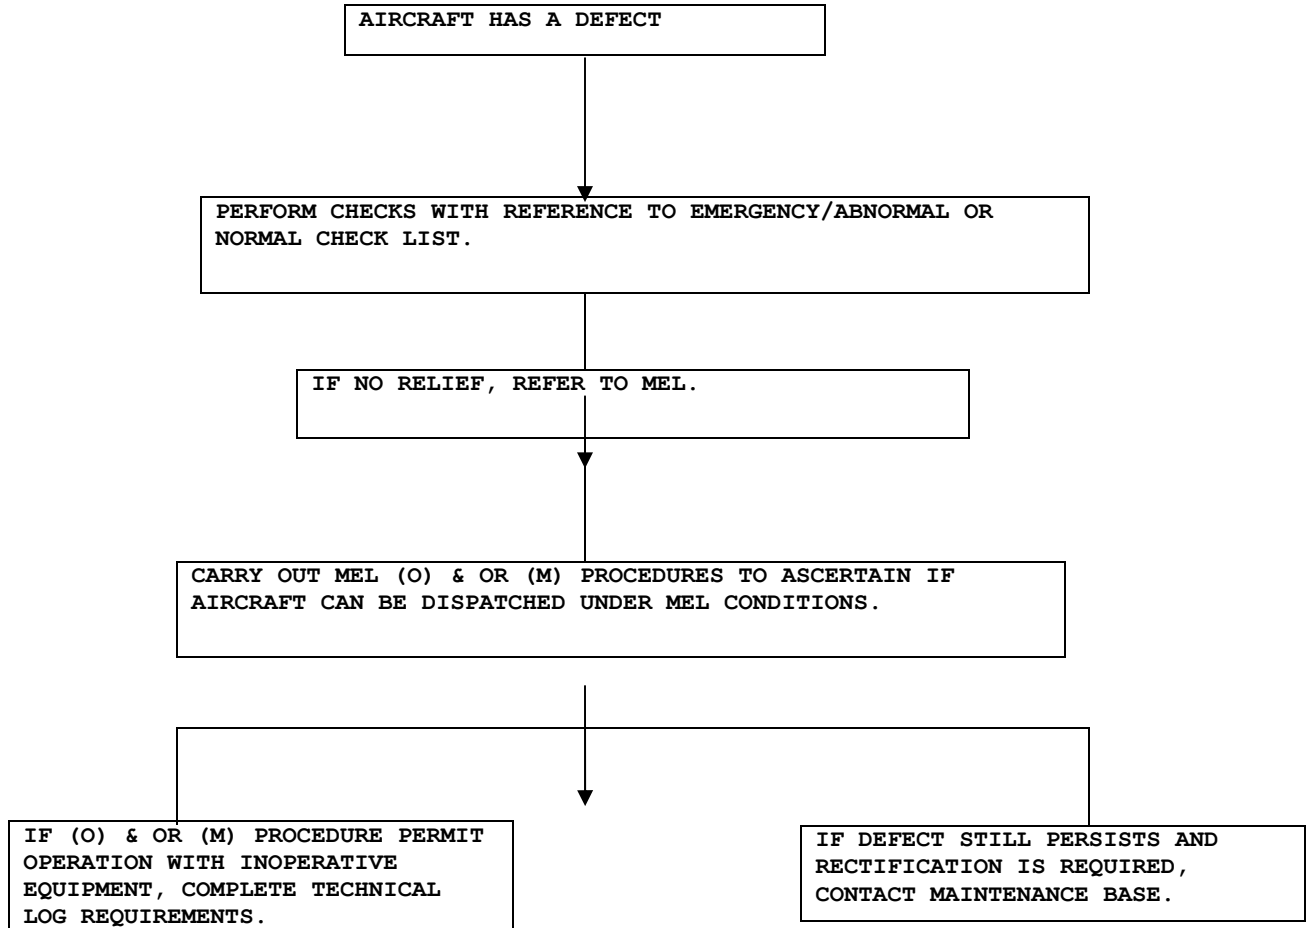 AIRCRAFT HAS A DEFECT
PERFORM CHECKS WITH REFERENCE TO EMERGENCY/ABNORMAL OR
NORMAL CHECK LIST.
IF NO RELIEF, REFER TO MEL.
CARRY OUT MEL (O) & OR (M) PROCEDURES TO ASCERTAIN IF
AIRCRAFT CAN BE DISPATCHED UNDER MEL CONDITIONS.
IF (O) & OR (M) PROCEDURE PERMIT
OPERATION WITH INOPERATIVE
EQUIPMENT, COMPLETE TECHNICAL
LOG REQUIREMENTS.
IF DEFECT STILL PERSISTS AND
RECTIFICATION IS REQUIRED,
CONTACT MAINTENANCE BASE.